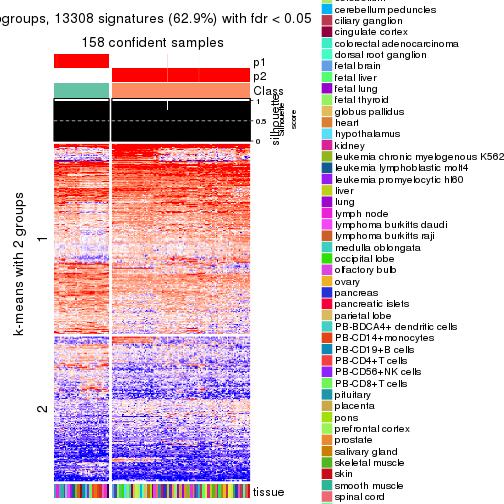 ogroups, 13308 signatures (62.9%) with fdr < 0.05
158 confident samples
p1
p2
Class
1
0.5
0
silhouette
score
k-means with 2 groups
1
2
tissue
cerebellum peduncles
ciliary ganglion
cingulate cortex
colorectal adenocarcinoma
dorsal root ganglion
fetal brain
fetal liver
fetal lung
fetal thyroid
globus pallidus
heart
hypothalamus
kidney
leukemia chronic myelogenous K562
leukemia lymphoblastic molt4
leukemia promyelocytic hl60
liver
lung
lymph node
lymphoma burkitts daudi
lymphoma burkitts raji
medulla oblongata
occipital lobe
olfactory bulb
ovary
pancreas
pancreatic islets
parietal lobe
PB-BDCA4+ dendritic cells
PB-CD14+monocytes
PB-CD19+B cells
PB-CD4+T cells
PB-CD56+NK cells
PB-CD8+T cells
pituitary
placenta
pons
prefrontal cortex
prostate
salivary gland
skeletal muscle
skin
smooth muscle
spinal cord